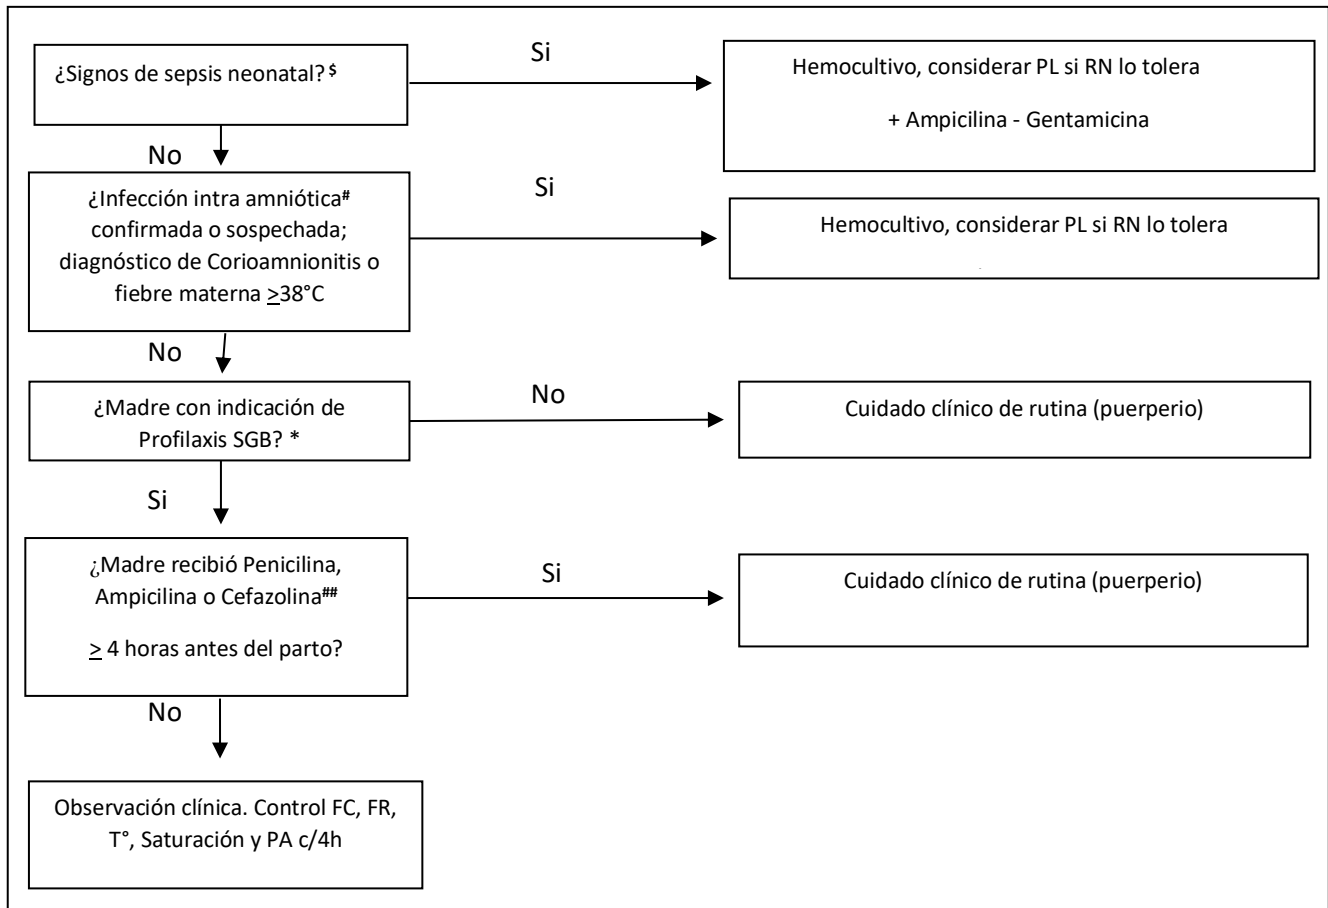 ¿Signos de sepsis neonatal? $
Si
Hemocultivo, considerar PL si RN lo tolera
+ Ampicilina - Gentamicina
No
¿Infección intra amniótica#
confirmada o sospechada;
diagnóstico de Corioamnionitis o
fiebre materna ≥38°C
Si
Hemocultivo, considerar PL si RN lo tolera
No
¿Madre con indicación de
Profilaxis SGB? *
No
Cuidado clínico de rutina (puerperio)
Si
¿Madre recibió Penicilina,
Ampicilina o Cefazolina##
≥ 4 horas antes del parto?
Si
Cuidado clínico de rutina (puerperio)
No
Observación clínica. Control FC, FR,
T°, Saturación y PA c/4h